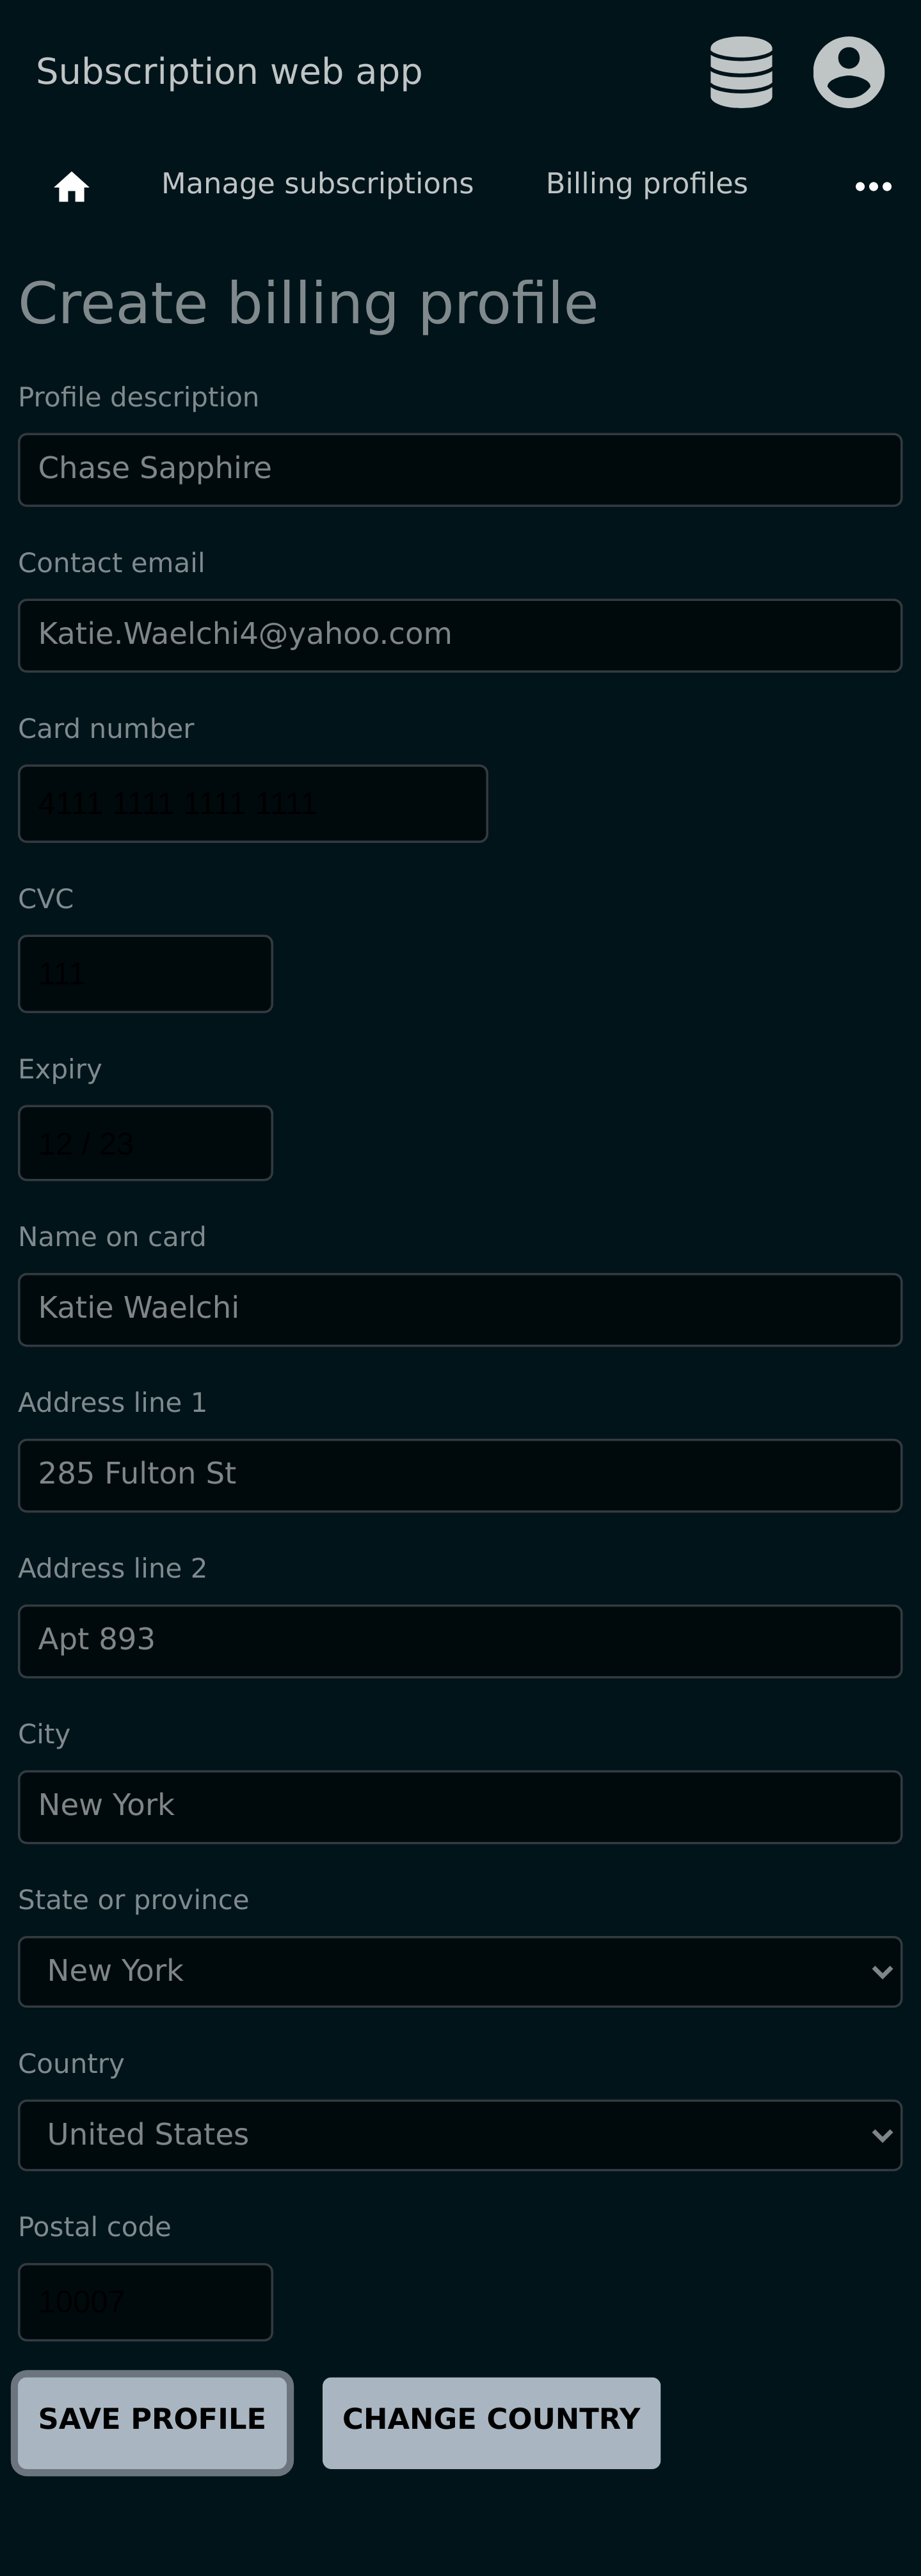 Subscription web app
Manage subscriptions Billing profiles
Create billing profile
Profile description
Chase Sapphire
Contact email
Katie.Waelchi4@yahoo.com
Card number
4111 1111 1111 1111
CVC
111
Expiry
12 / 23
Name on card
Katie Waelchi
Address line 1
285 Fulton St
Address line 2
Apt 893
City
New York
State or province
New York
Country
United States
Postal code
10007
SAVE PROFILE CHANGE COUNTRY